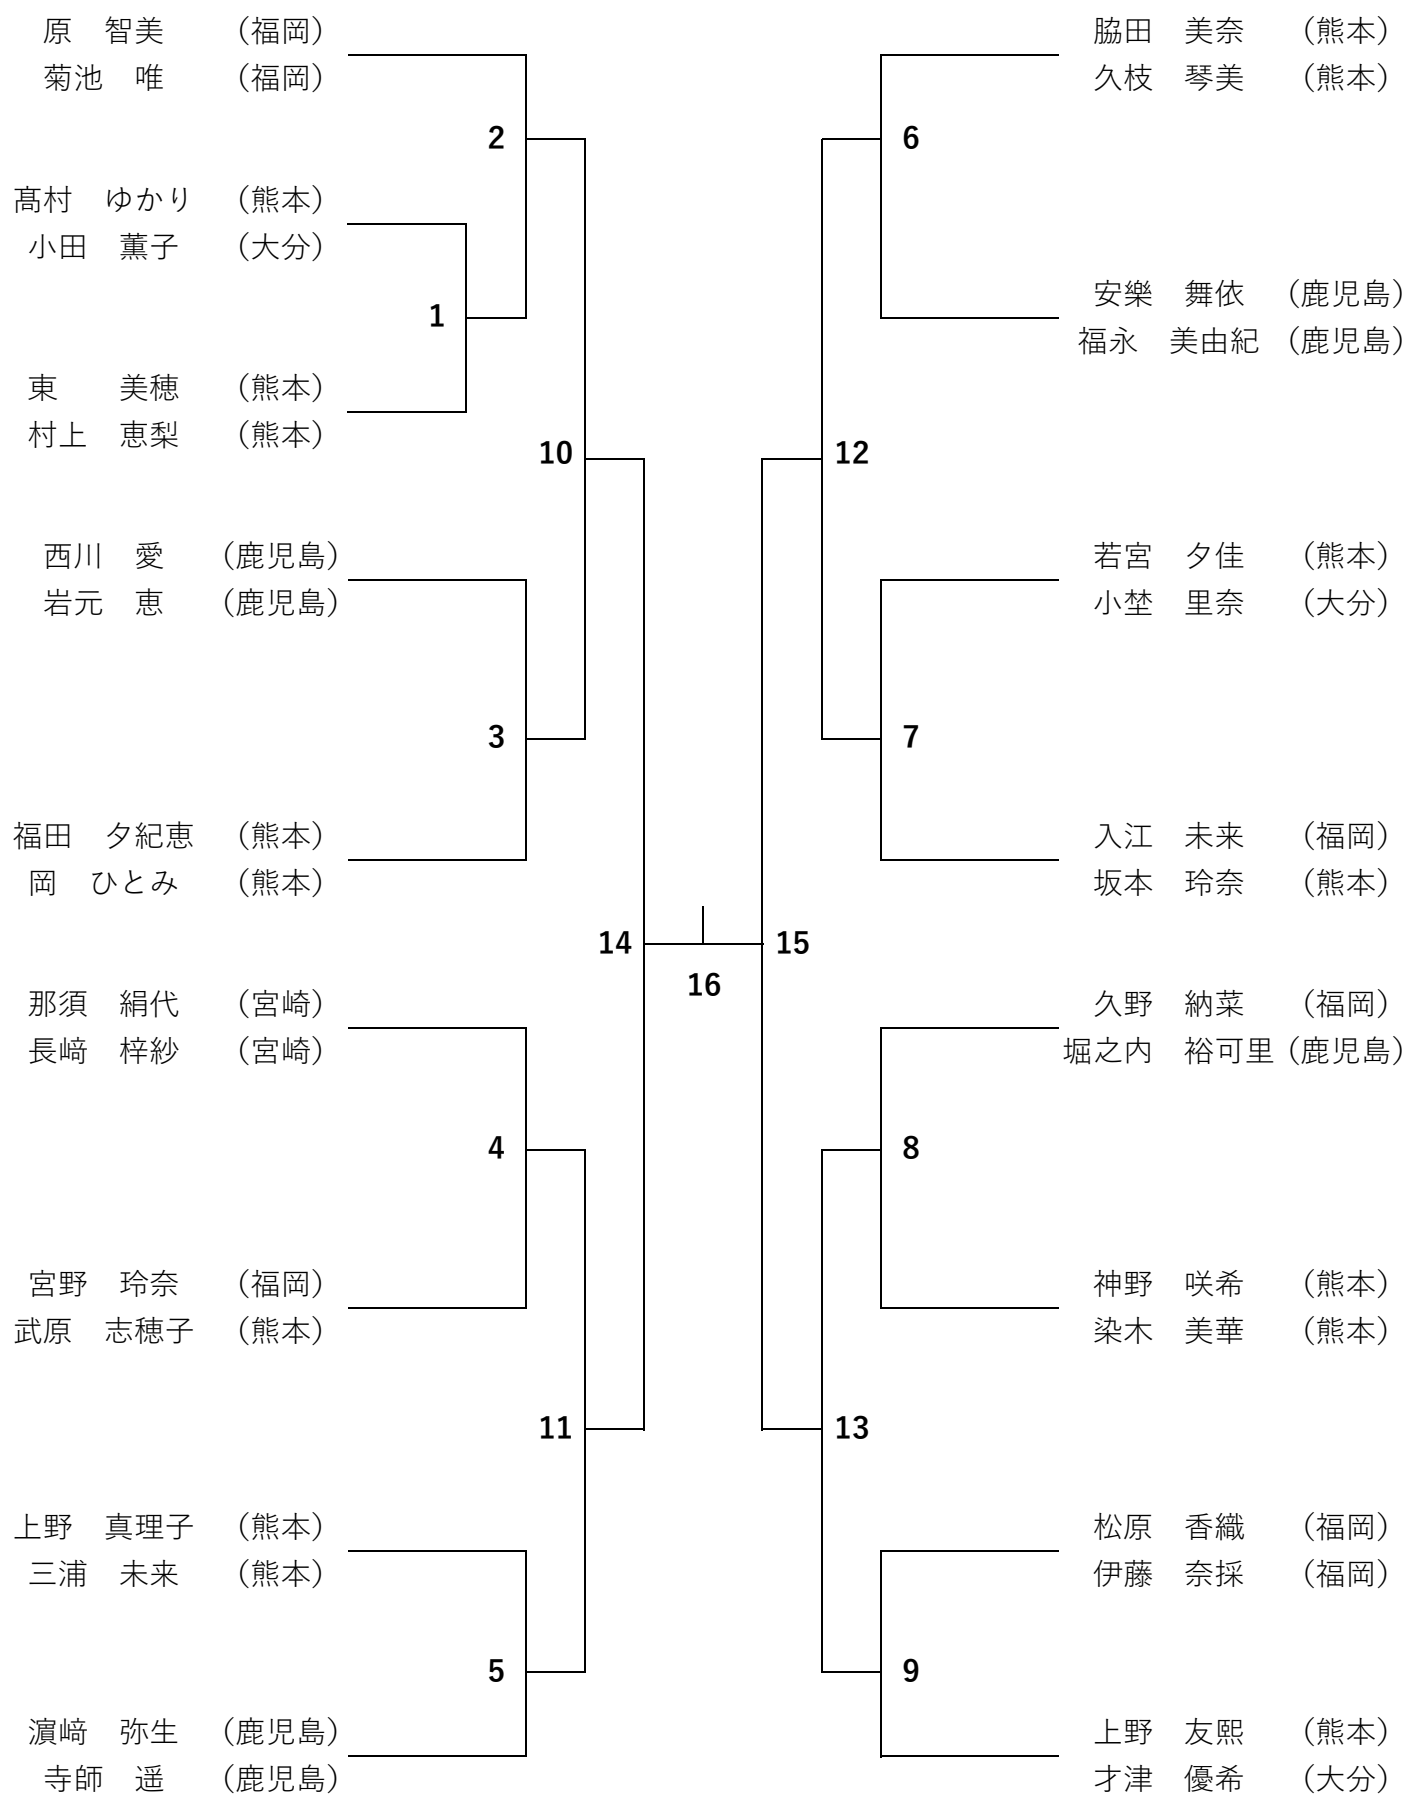 原　智美　（福岡）
菊池　唯　（福岡）
2
髙村　ゆかり　（熊本）
小田　薫子　（大分）
1
東　美穂　（熊本）
村上　恵梨　（熊本）
10
西川　愛　（鹿児島）
岩元　恵　（鹿児島）
3
福田　夕紀恵　（熊本）
岡　ひとみ　（熊本）
14
那須　絹代　（宮崎）
長﨑　梓紗　（宮崎）
4
宮野　玲奈　（福岡）
武原　志穂子　（熊本）
11
上野　真理子　（熊本）
三浦　未来　（熊本）
5
濵﨑　弥生　（鹿児島）
寺師　遥　（鹿児島）
16
脇田　美奈　（熊本）
久枝　琴美　（熊本）
6
安樂　舞依　（鹿児島）
福永　美由紀　（鹿児島）
12
若宮　夕佳　（熊本）
小埜　里奈　（大分）
7
入江　未来　（福岡）
坂本　玲奈　（熊本）
15
久野　納菜　（福岡）
堀之内　裕可里（鹿児島）
8
神野　咲希　（熊本）
染木　美華　（熊本）
13
松原　香織　（福岡）
伊藤　奈採　（福岡）
9
上野　友熙　（熊本）
才津　優希　（大分）